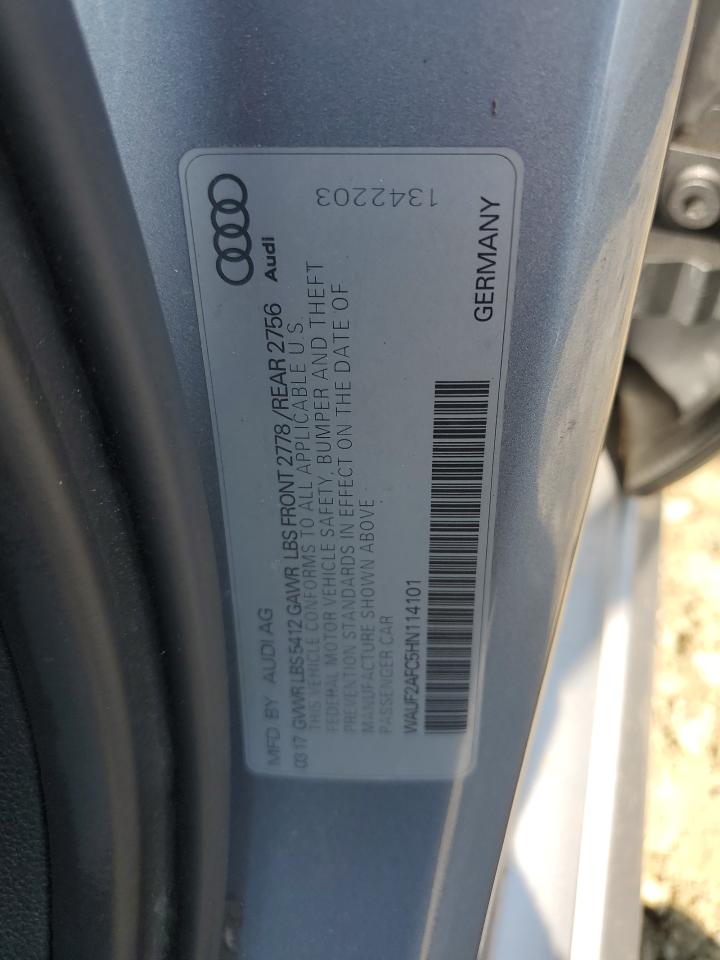 MFD BY AUDI AG
Audi
0317 GVWR LBS 5412 GAWR LBS FRONT 2778 / REAR 2756
THIS VEHICLE CONFORMS TO ALL APPLICABLE U.S.
FEDERAL MOTOR VEHICLE SAFETY, BUMPER AND THEFT
PREVENTION STANDARDS IN EFFECT ON THE DATE OF
MANUFACTURE SHOWN ABOVE
PASSENGER CAR
WAUF2AFC5HN114101
GERMANY
1342203